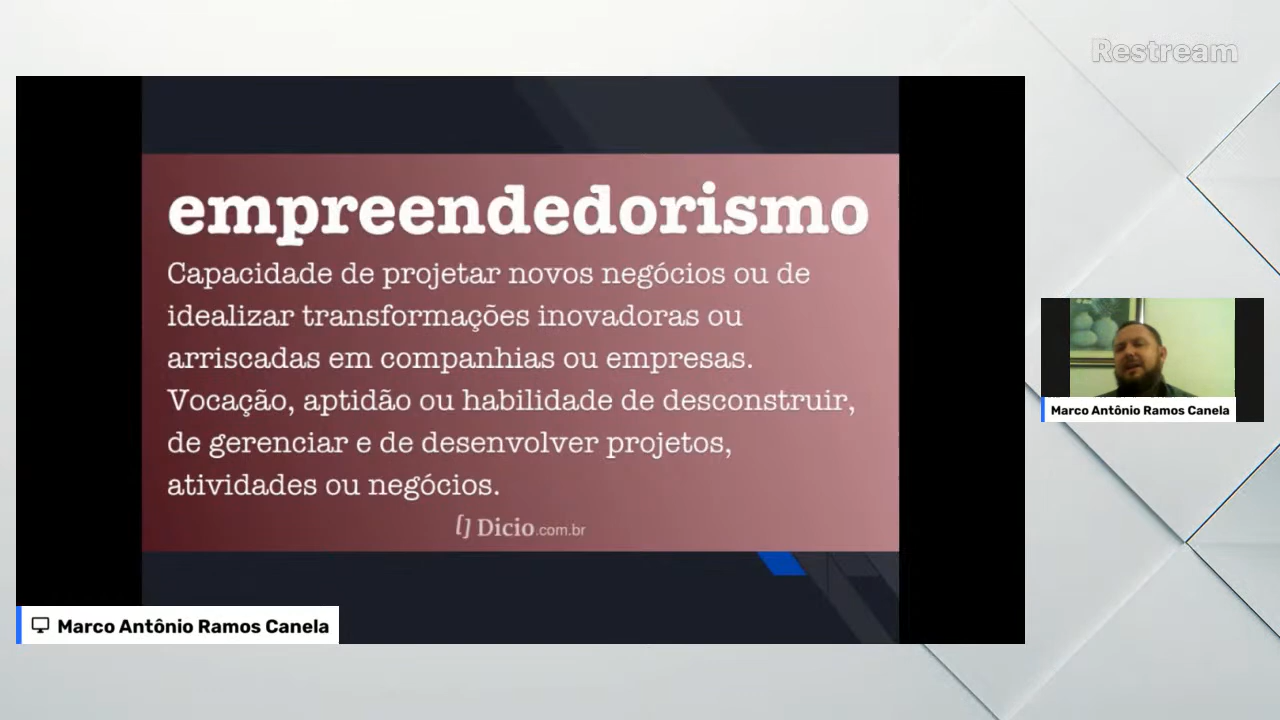 Restream
empreendedorismo
Capacidade de projetar novos negócios ou de
idealizar transformações inovadoras ou
arriscadas em companhias ou empresas.
Vocação, aptidão ou habilidade de desconstruir,
de gerenciar e de desenvolver projetos,
atividades ou negócios.
[] Dicio.com.br
Marco Antônio Ramos Canela
Marco Antônio Ramos Canela